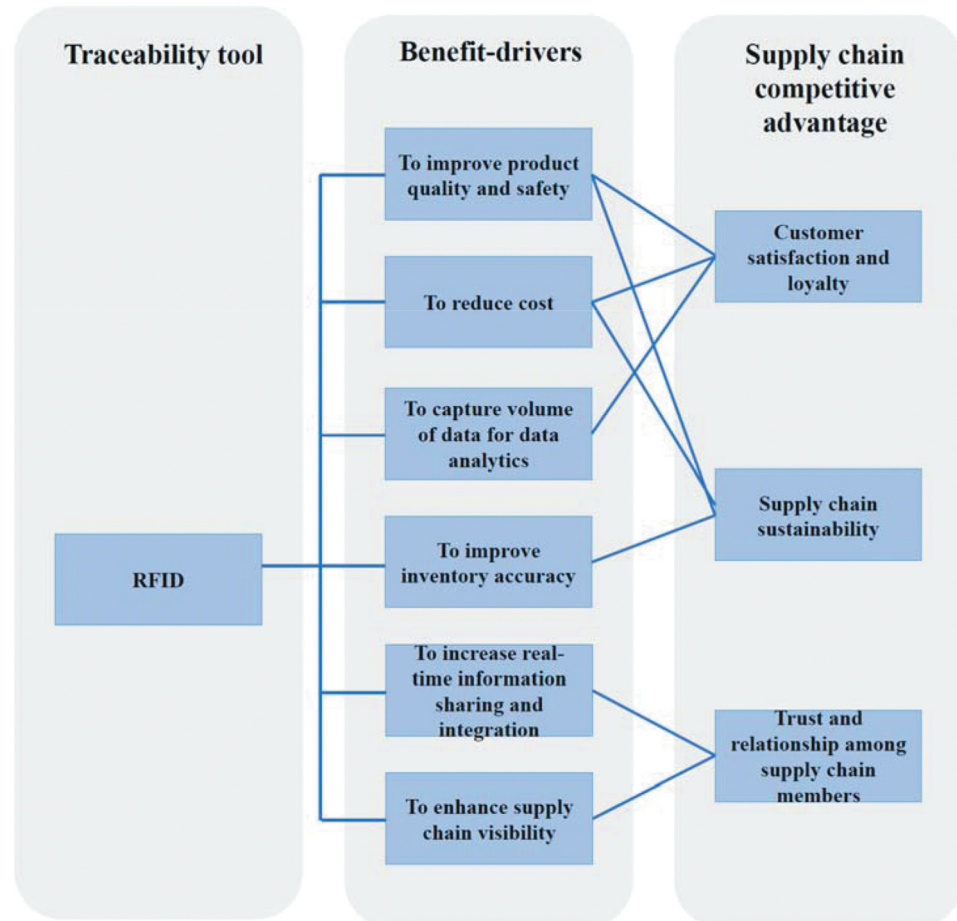 Traceability tool
RFID
Benefit-drivers
To improve product
quality and safety
To reduce cost
To capture volume
of data for data
analytics
To improve
inventory accuracy
To increase real-
time information
sharing and
integration
To enhance supply
chain visibility
Supply chain
competitive
advantage
Customer
satisfaction and
loyalty
Supply chain
sustainability
Trust and
relationship among
supply chain
members